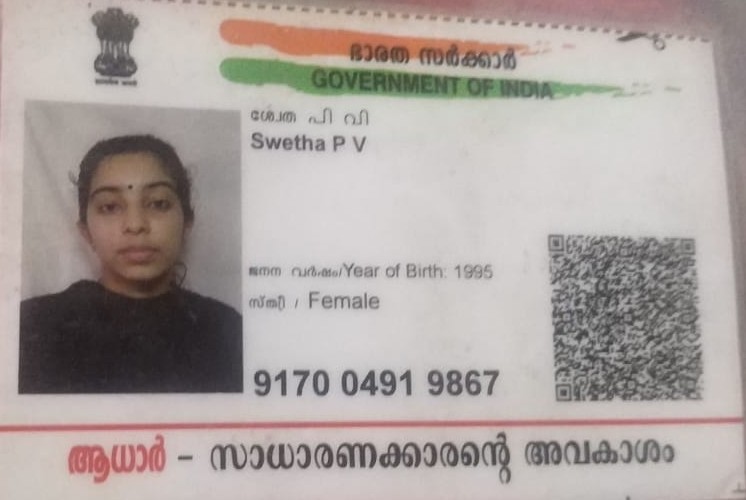 ഭാരത സർക്കാർ
GOVERNMENT OF INDIA
ശ്വേത പി വി
Swetha P V
ജനന വർഷം/Year of Birth: 1995
സ്ത്രീ / Female
9170 0491 9867
ആധാർ - സാധാരണക്കാരന്റെ അവകാശം